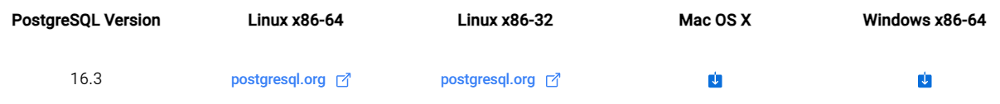 PostgreSQL Version Linux x86-64 Linux x86-32 Mac OS X Windows x86-64
16.3 postgresql.org postgresql.org